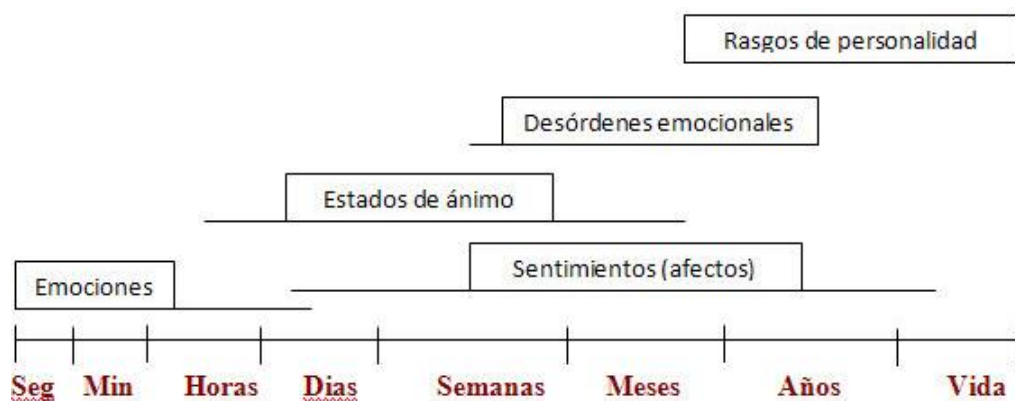 Rasgos de personalidad
Desórdenes emocionales
Estados de ánimo
Sentimientos (afectos)
Emociones
Seg Min Horas Dias Semanas Meses Años Vida